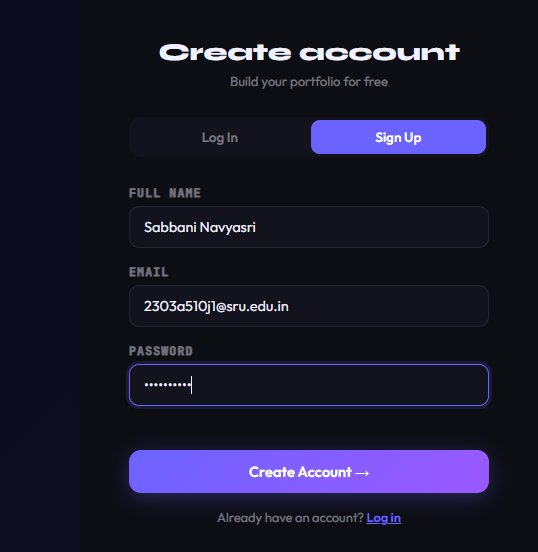 Create account
Build your portfolio for free
Log In Sign Up
FULL NAME
Sabbani Navyasri
EMAIL
2303a510j1@sru.edu.in
PASSWORD
••••••••••
Create Account →
Already have an account? Log in